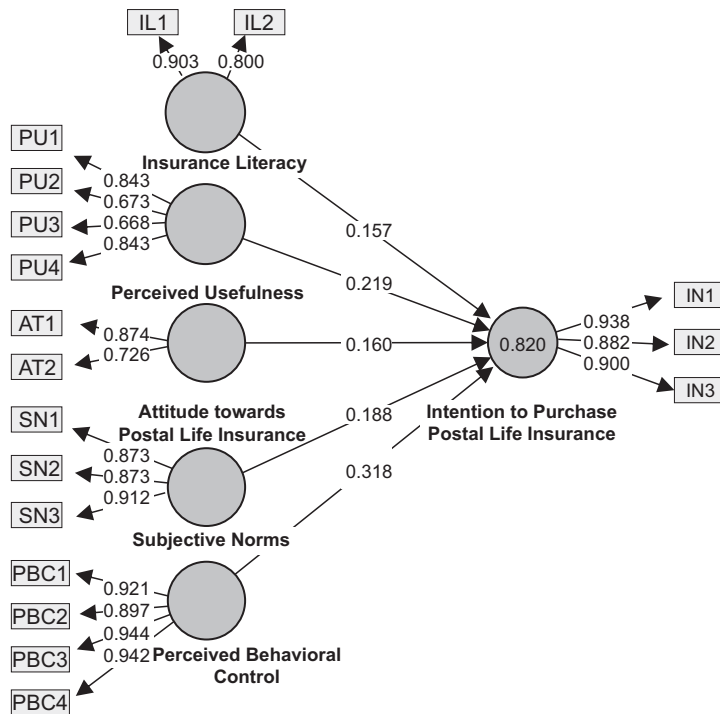 IL1
IL2
0.903
0.800
Insurance Literacy
PU1
PU2
PU3
PU4
0.843
0.673
0.668
0.843
Perceived Usefulness
AT1
AT2
0.874
0.726
Attitude towards
Postal Life Insurance
SN1
SN2
SN3
0.873
0.873
0.912
Subjective Norms
PBC1
PBC2
PBC3
PBC4
0.921
0.897
0.944
0.942
Perceived Behavioral
Control
0.157
0.219
0.160
0.188
0.318
0.820
Intention to Purchase
Postal Life Insurance
0.938
0.882
0.900
IN1
IN2
IN3